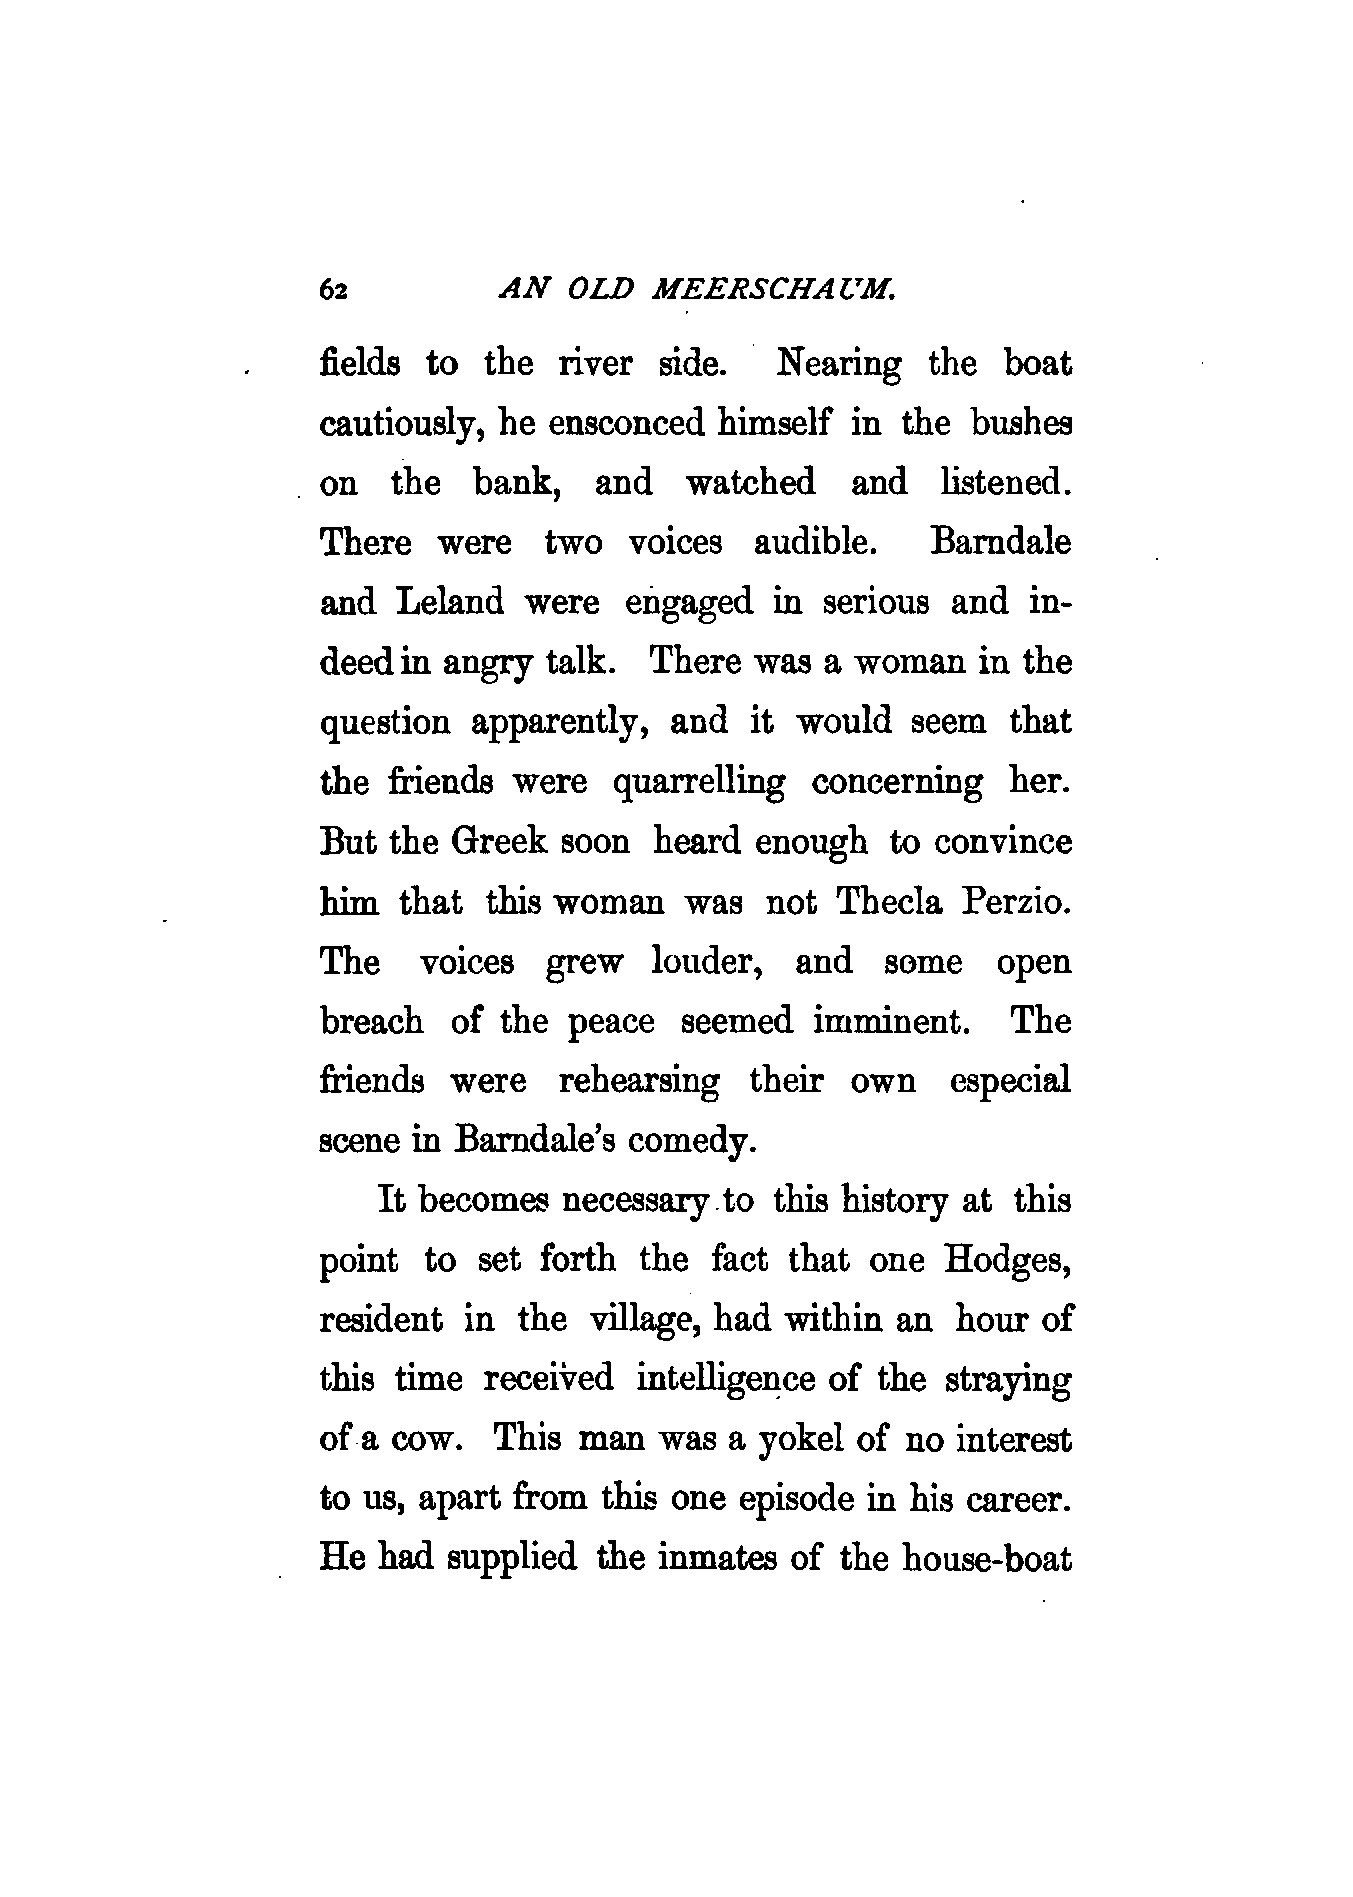 62 AN OLD MEERSCHAUM.
fields to the river side. Nearing the boat
cautiously, he ensconced himself in the bushes
on the bank, and watched and listened.
There were two voices audible. Barndale
and Leland were engaged in serious and in-
deed in angry talk. There was a woman in the
question apparently, and it would seem that
the friends were quarrelling concerning her.
But the Greek soon heard enough to convince
him that this woman was not Thecla Perzio.
The voices grew louder, and some open
breach of the peace seemed imminent. The
friends were rehearsing their own especial
scene in Barndale's comedy.
It becomes necessary to this history at this
point to set forth the fact that one Hodges,
resident in the village, had within an hour of
this time received intelligence of the straying
of a cow. This man was a yokel of no interest
to us, apart from this one episode in his career.
He had supplied the inmates of the house-boat